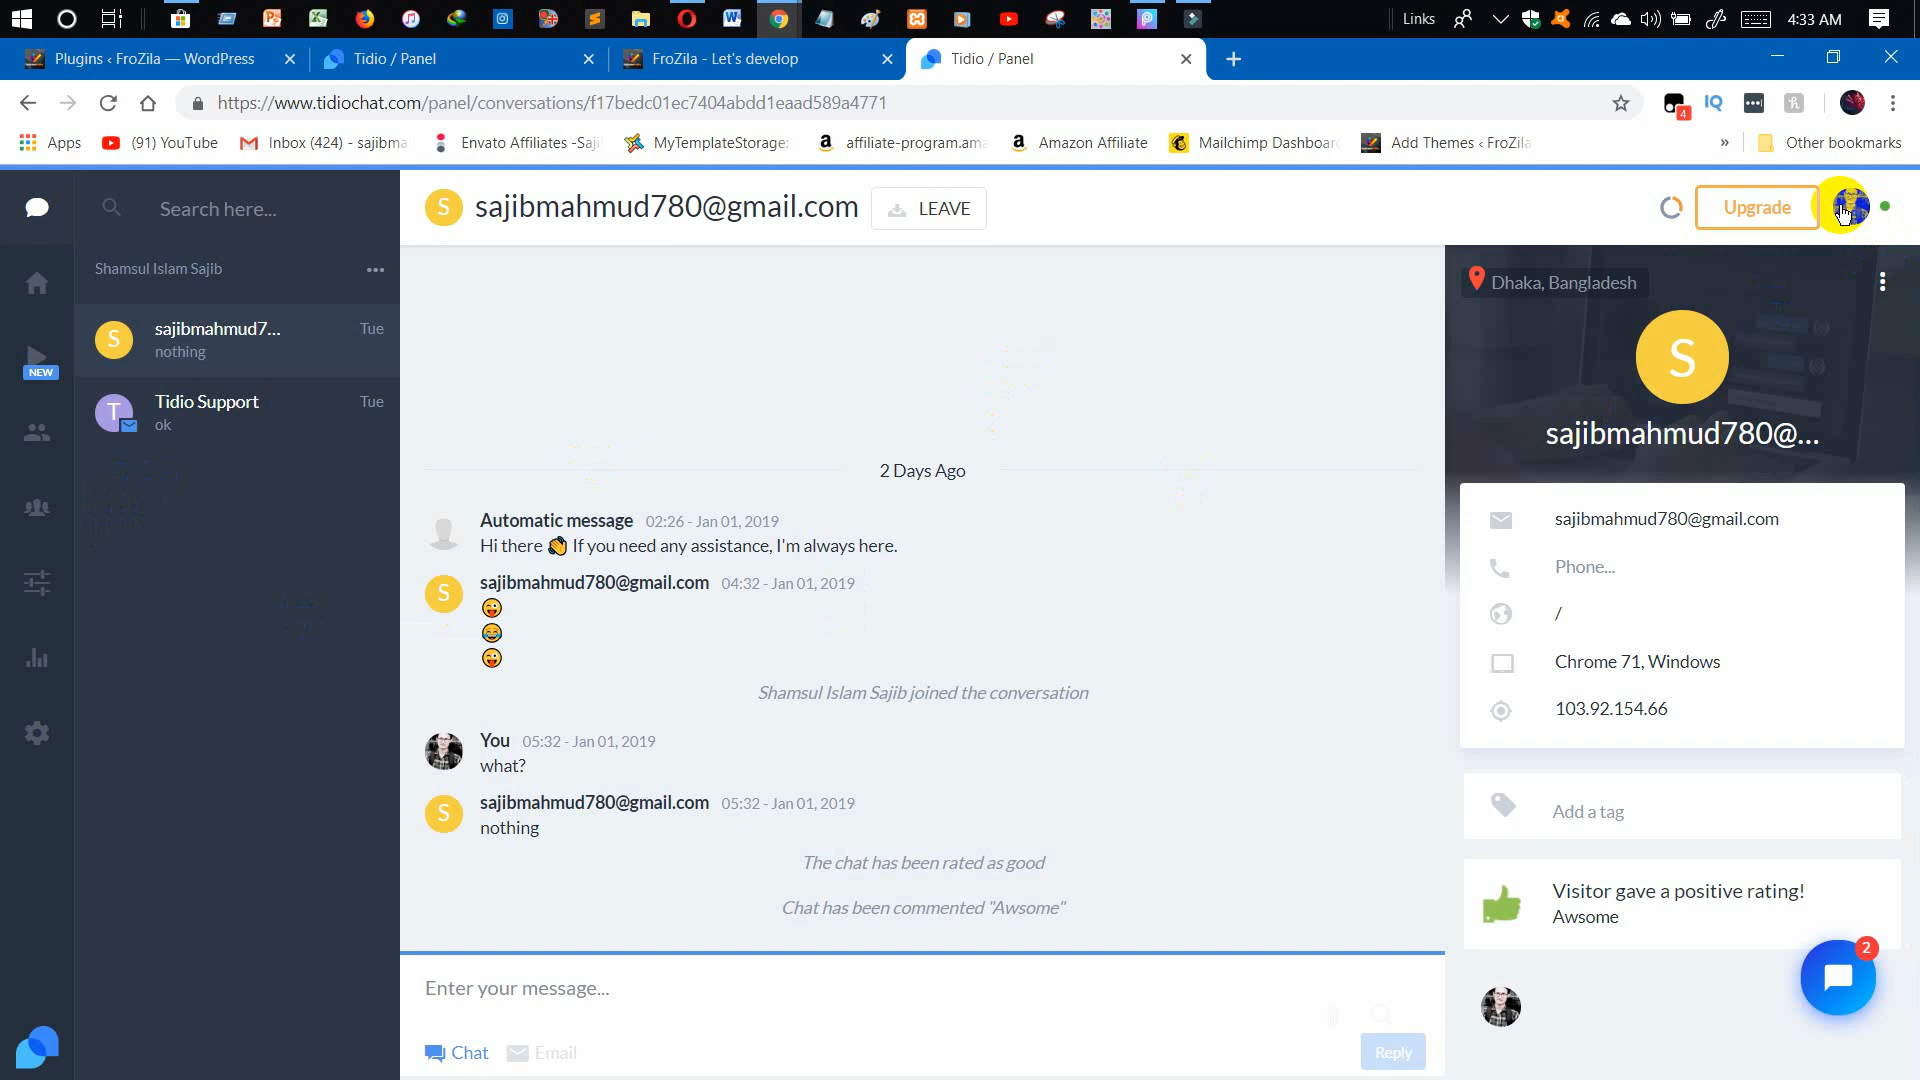 Links
4:33 AM
Plugins ‹ FroZila — WordPress
Tidio / Panel
FroZila - Let's develop
Tidio / Panel
https://www.tidiochat.com/panel/conversations/f17bedc01ec7404abdd1eaad589a4771
4
IQ
Apps
(91) YouTube
Inbox (424) - sajibma
Envato Affiliates -Saji
MyTemplateStorage:
affiliate-program.ama
Amazon Affiliate
Mailchimp Dashboar
Add Themes ‹ FroZila
»
Other bookmarks
Search here...
S
sajibmahmud780@gmail.com
LEAVE
Upgrade
Shamsul Islam Sajib
S
sajibmahmud7...
Tue
nothing
NEW
T
Tidio Support
Tue
ok
2 Days Ago
Automatic message 02:26 - Jan 01, 2019
Hi there 👋 If you need any assistance, I'm always here.
S
sajibmahmud780@gmail.com 04:32 - Jan 01, 2019
😜
😂
😜
Shamsul Islam Sajib joined the conversation
You 05:32 - Jan 01, 2019
what?
S
sajibmahmud780@gmail.com 05:32 - Jan 01, 2019
nothing
The chat has been rated as good
Chat has been commented "Awsome"
Enter your message...
Chat
Email
Reply
Dhaka, Bangladesh
S
sajibmahmud780@...
sajibmahmud780@gmail.com
Phone...
/
Chrome 71, Windows
103.92.154.66
Add a tag
Visitor gave a positive rating!
Awsome
2